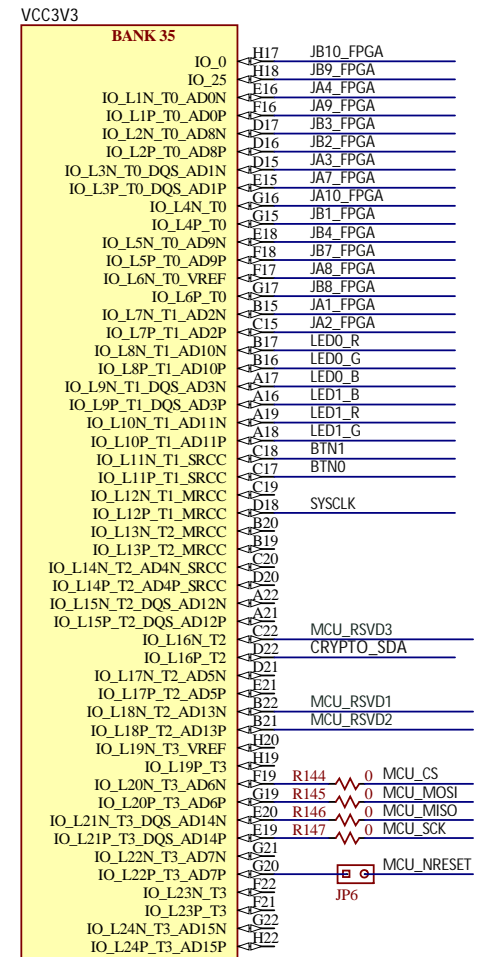 VCC3V3
BANK 35
IO_0 H17 JB10_FPGA
IO_25 H18 JB9_FPGA
IO_L1N_T0_AD0N E16 JA4_FPGA
IO_L1P_T0_AD0P F16 JA9_FPGA
IO_L2N_T0_AD8N D17 JB3_FPGA
IO_L2P_T0_AD8P D16 JB2_FPGA
IO_L3N_T0_DQS_AD1N D15 JA3_FPGA
IO_L3P_T0_DQS_AD1P E15 JA7_FPGA
IO_L4N_T0 G16 JA10_FPGA
IO_L4P_T0 G15 JB1_FPGA
IO_L5N_T0_AD9N E18 JB4_FPGA
IO_L5P_T0_AD9P F18 JB7_FPGA
IO_L6N_T0_VREF F17 JA8_FPGA
IO_L6P_T0 G17 JB8_FPGA
IO_L7N_T1_AD2N B15 JA1_FPGA
IO_L7P_T1_AD2P C15 JA2_FPGA
IO_L8N_T1_AD10N B17 LED0_R
IO_L8P_T1_AD10P B16 LED0_G
IO_L9N_T1_DQS_AD3N A17 LED0_B
IO_L9P_T1_DQS_AD3P A16 LED1_B
IO_L10N_T1_AD11N A19 LED1_R
IO_L10P_T1_AD11P A18 LED1_G
IO_L11N_T1_SRCC C18 BTN1
IO_L11P_T1_SRCC C17 BTN0
IO_L12N_T1_MRCC C19
IO_L12P_T1_MRCC D18 SYSCLK
IO_L13N_T2_MRCC B20
IO_L13P_T2_MRCC B19
IO_L14N_T2_AD4N_SRCC C20
IO_L14P_T2_AD4P_SRCC D20
IO_L15N_T2_DQS_AD12N A22
IO_L15P_T2_DQS_AD12P A21
IO_L16N_T2 C22 MCU_RSVD3
IO_L16P_T2 D22 CRYPTO_SDA
IO_L17N_T2_AD5N D21
IO_L17P_T2_AD5P E21
IO_L18N_T2_AD13N B22 MCU_RSVD1
IO_L18P_T2_AD13P B21 MCU_RSVD2
IO_L19N_T3_VREF H20
IO_L19P_T3 H19
IO_L20N_T3_AD6N F19 R144 0 MCU_CS
IO_L20P_T3_AD6P G19 R145 0 MCU_MOSI
IO_L21N_T3_DQS_AD14N E20 R146 0 MCU_MISO
IO_L21P_T3_DQS_AD14P E19 R147 0 MCU_SCK
IO_L22N_T3_AD7N G21
IO_L22P_T3_AD7P G20 MCU_NRESET
IO_L23N_T3 F22 JP6
IO_L23P_T3 F21
IO_L24N_T3_AD15N G22
IO_L24P_T3_AD15P H22